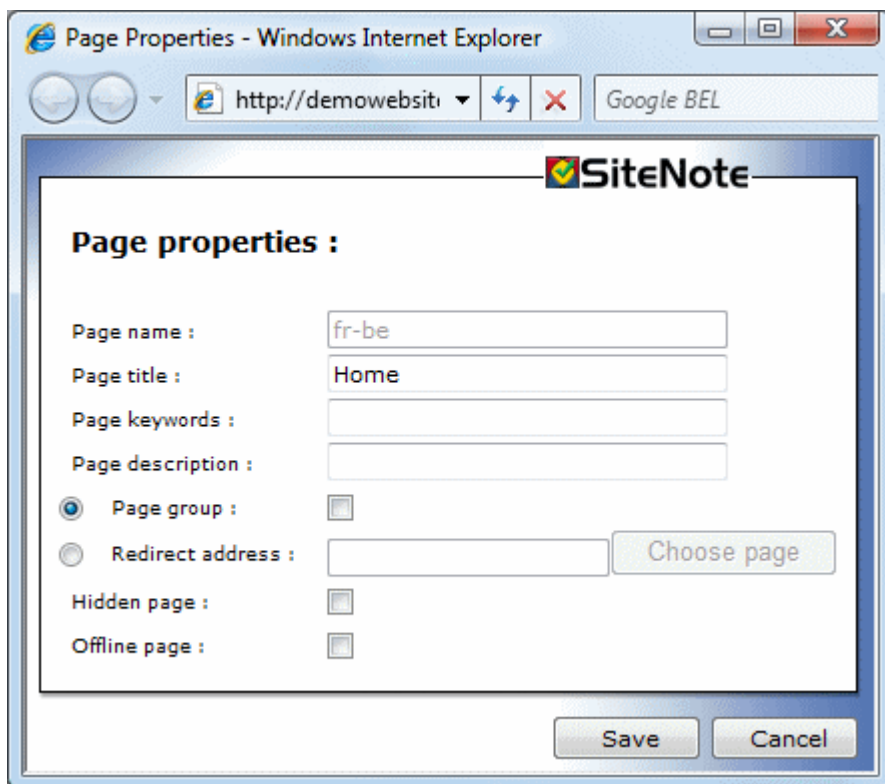 Page Properties - Windows Internet Explorer
http://demowebsit
Google BEL
SiteNote
Page properties :
Page name : fr-be
Page title : Home
Page keywords :
Page description :
Page group :
Redirect address : Choose page
Hidden page :
Offline page :
Save Cancel